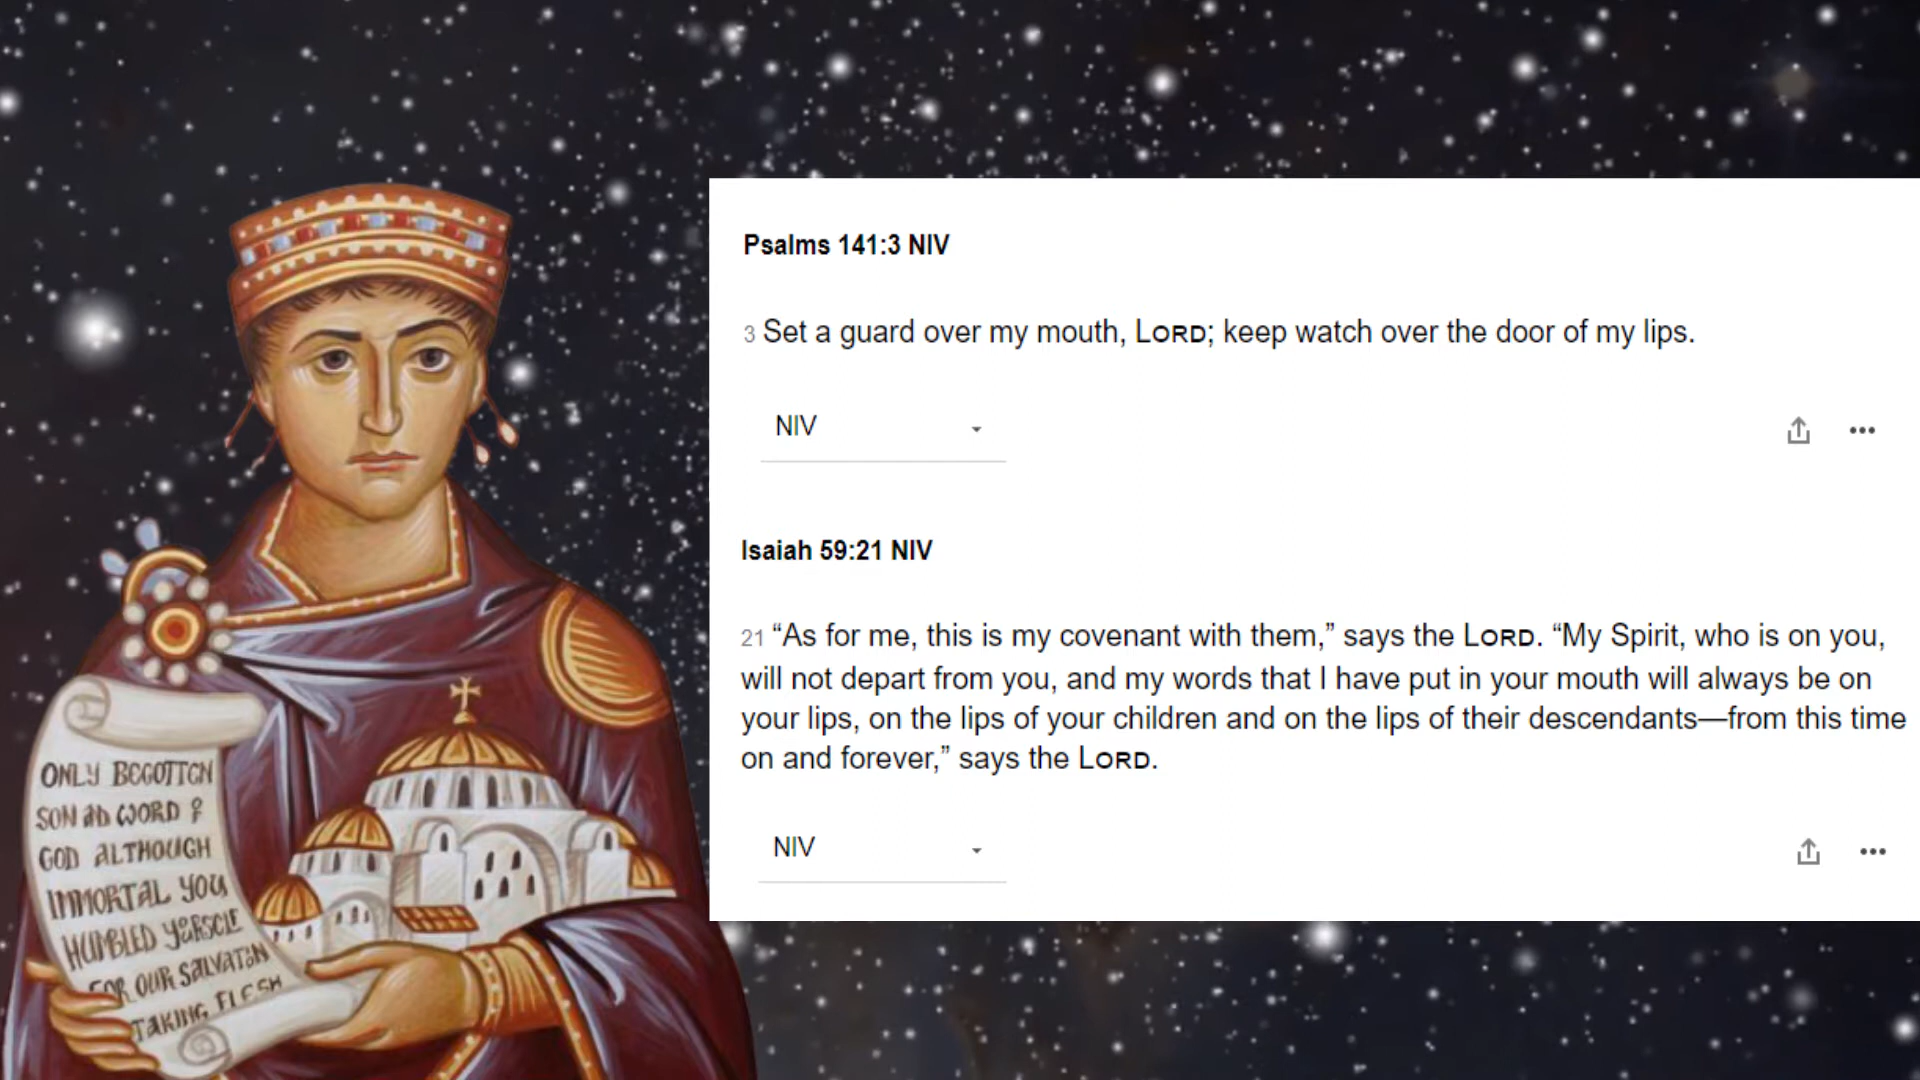 Psalms 141:3 NIV
3 Set a guard over my mouth, LORD; keep watch over the door of my lips.
NIV
Isaiah 59:21 NIV
21 “As for me, this is my covenant with them,” says the LORD. “My Spirit, who is on you,
will not depart from you, and my words that I have put in your mouth will always be on
your lips, on the lips of your children and on the lips of their descendants—from this time
on and forever,” says the LORD.
NIV
ONLY BEGOTTEN
SON AND WORD OF
GOD ALTHOUGH
IMMORTAL YOU
HUMBLED YOURSELF
FOR OUR SALVATION
TAKING FLESH